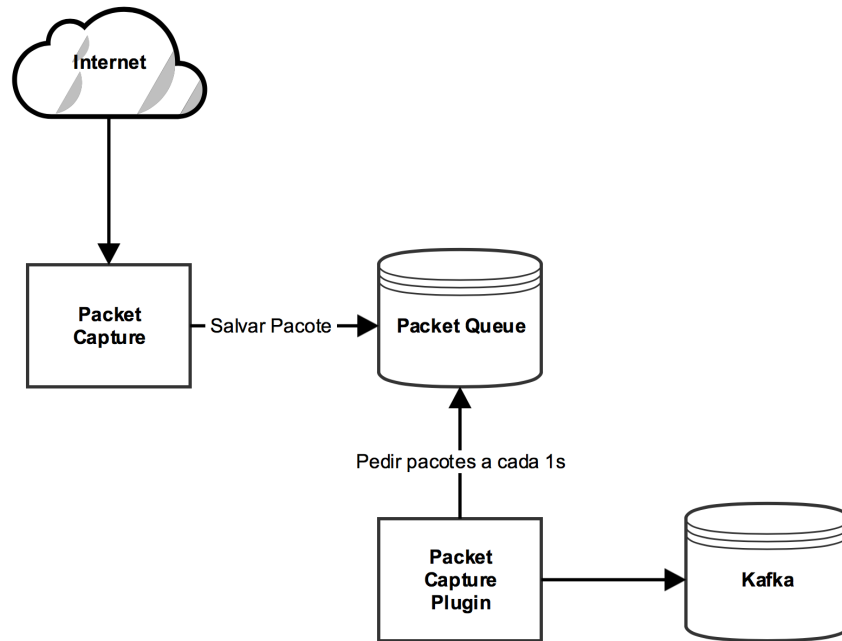 Internet
Packet
Capture
Salvar Pacote
Packet Queue
Pedir pacotes a cada 1s
Packet
Capture
Plugin
Kafka